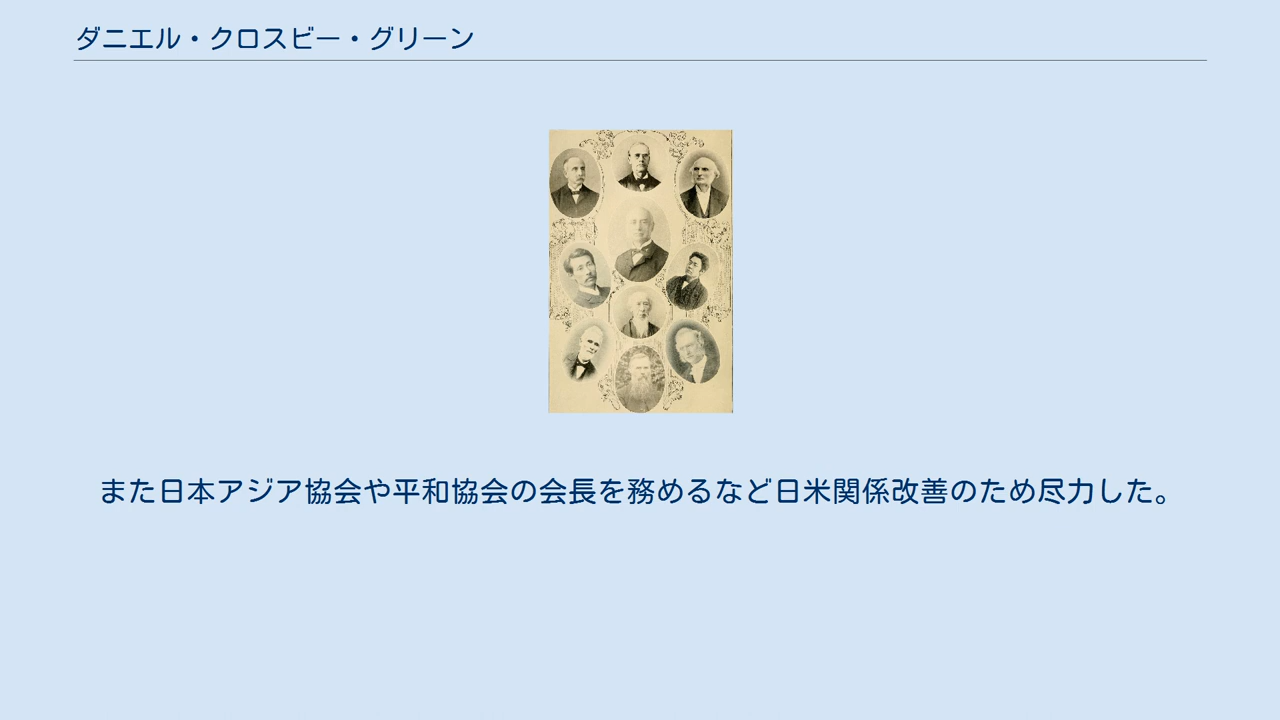 ダニエル・クロスビー・グリーン
また日本アジア協会や平和協会の会長を務めるなど日米関係改善のため尽力した。